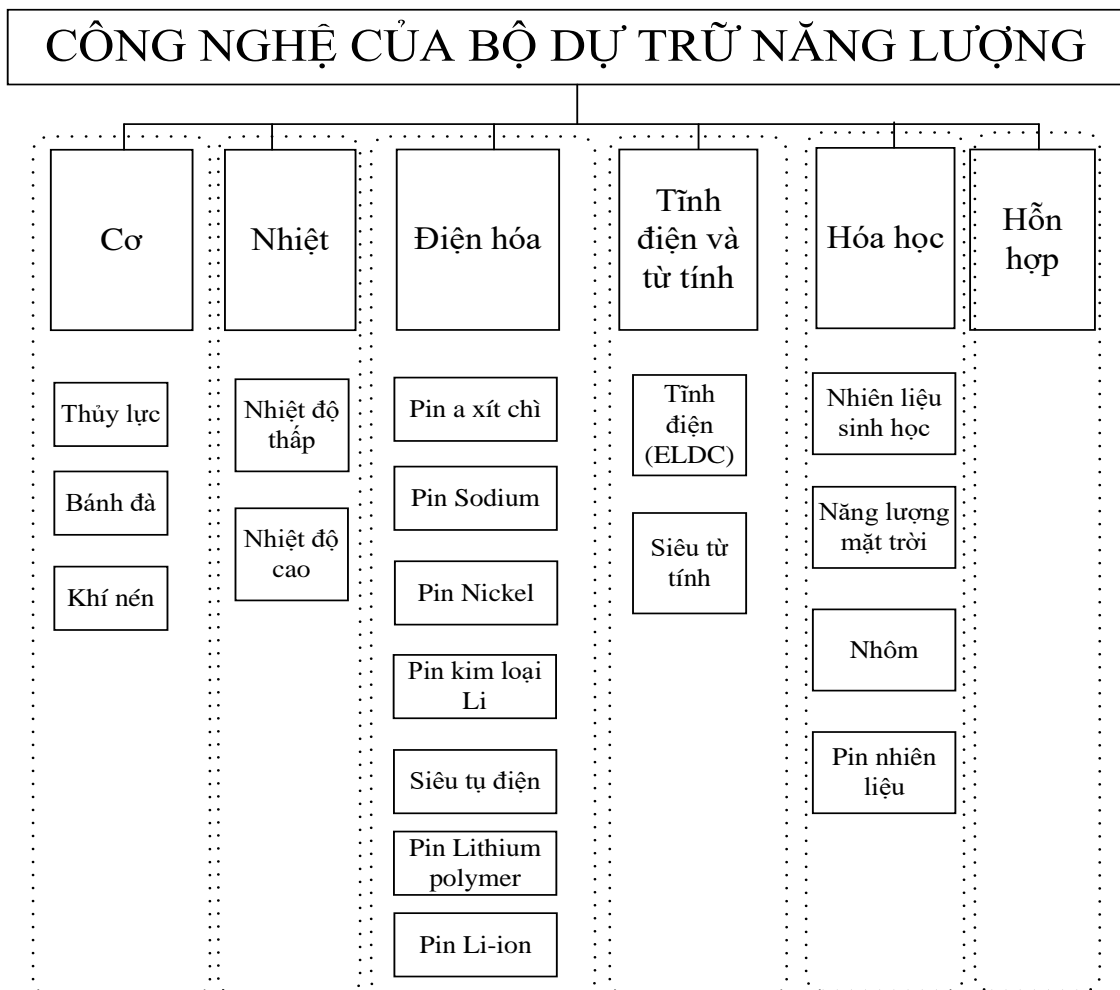 CÔNG NGHỆ CỦA BỘ DỰ TRỮ NĂNG LƯỢNG
Cơ
Nhiệt
Điện hóa
Tĩnh
điện và
từ tính
Hóa học
Hỗn
hợp
Thủy lực
Bánh đà
Khí nén
Nhiệt độ
thấp
Nhiệt độ
cao
Pin a xít chì
Pin Sodium
Pin Nickel
Pin kim loại
Li
Siêu tụ điện
Pin Lithium
polymer
Pin Li-ion
Tĩnh
điện
(ELDC)
Siêu từ
tính
Nhiên liệu
sinh học
Năng lượng
mặt trời
Nhôm
Pin nhiên
liệu